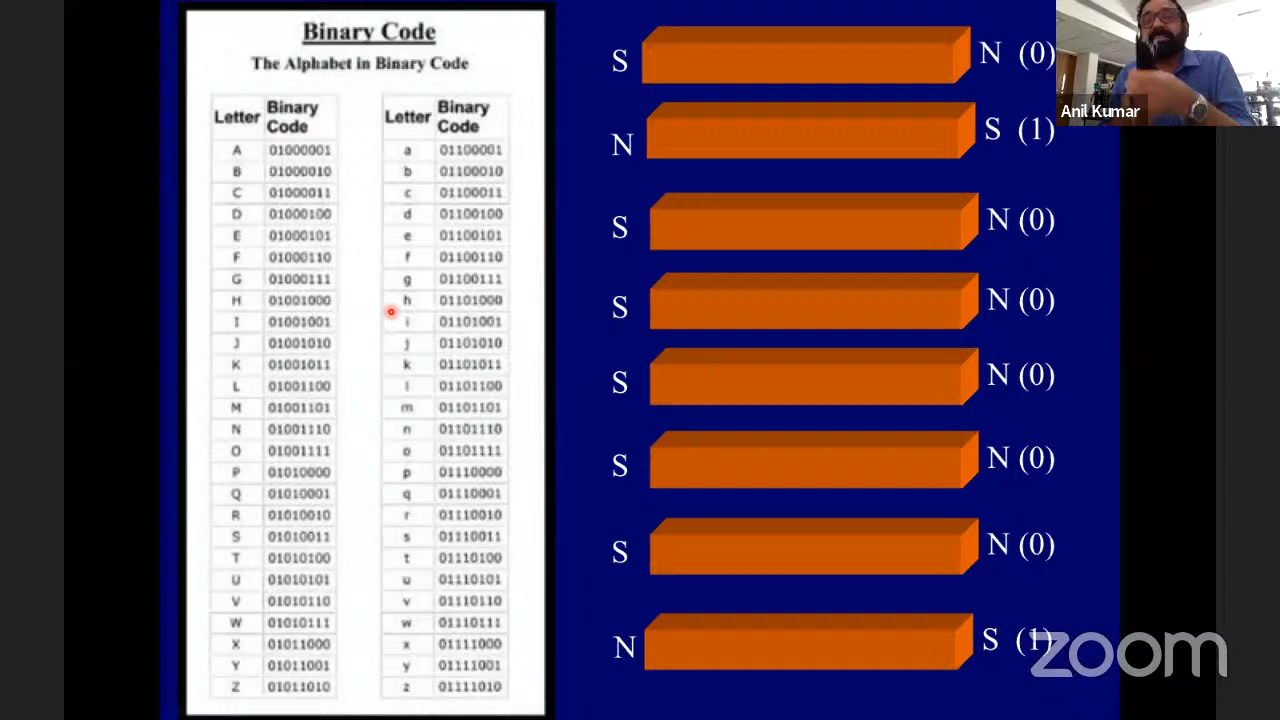 Binary Code
The Alphabet in Binary Code
Letter Binary Code Letter Binary Code
A 01000001 a 01100001
B 01000010 b 01100010
C 01000011 c 01100011
D 01000100 d 01100100
E 01000101 e 01100101
F 01000110 f 01100110
G 01000111 g 01100111
H 01001000 h 01101000
I 01001001 i 01101001
J 01001010 j 01101010
K 01001011 k 01101011
L 01001100 l 01101100
M 01001101 m 01101101
N 01001110 n 01101110
O 01001111 o 01101111
P 01010000 p 01110000
Q 01010001 q 01110001
R 01010010 r 01110010
S 01010011 s 01110011
T 01010100 t 01110100
U 01010101 u 01110101
V 01010110 v 01110110
W 01010111 w 01110111
X 01011000 x 01111000
Y 01011001 y 01111001
Z 01011010 z 01111010
S N (0)
N S (1)
S N (0)
S N (0)
S N (0)
S N (0)
S N (0)
N S (1)
Anil Kumar
zoom